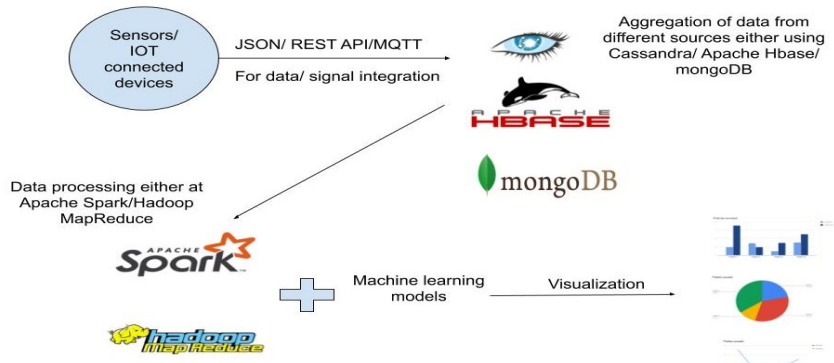 Sensors/
IOT
connected
devices
JSON/ REST API/MQTT
For data/ signal integration
Aggregation of data from
different sources either using
Cassandra/ Apache Hbase/
mongoDB
APACHE
HBASE
mongoDB
Data processing either at
Apache Spark/Hadoop
MapReduce
APACHE
Spark
hadoop
Map Reduce
Machine learning
models
Visualization